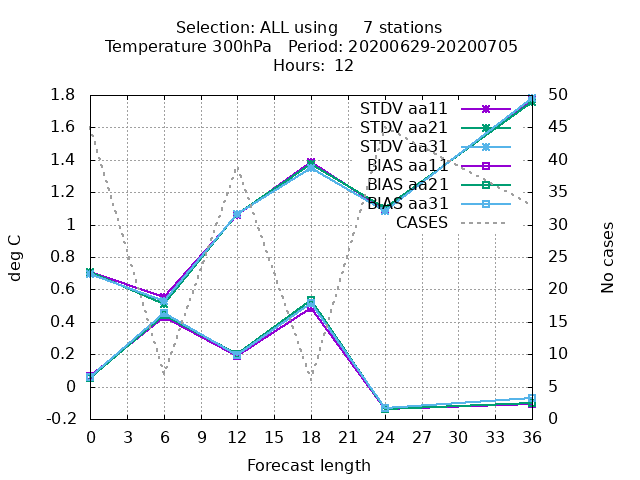 Selection: ALL using 7 stations
Temperature 300hPa Period: 20200629-20200705
Hours: 12
1.8
1.6
1.4
1.2
1
0.8
0.6
0.4
0.2
0
-0.2
deg C
50
45
40
35
30
25
20
15
10
5
0
No cases
STDV aa11
STDV aa21
STDV aa31
BIAS aa11
BIAS aa21
BIAS aa31
CASES
0 3 6 9 12 15 18 21 24 27 30 33 36
Forecast length